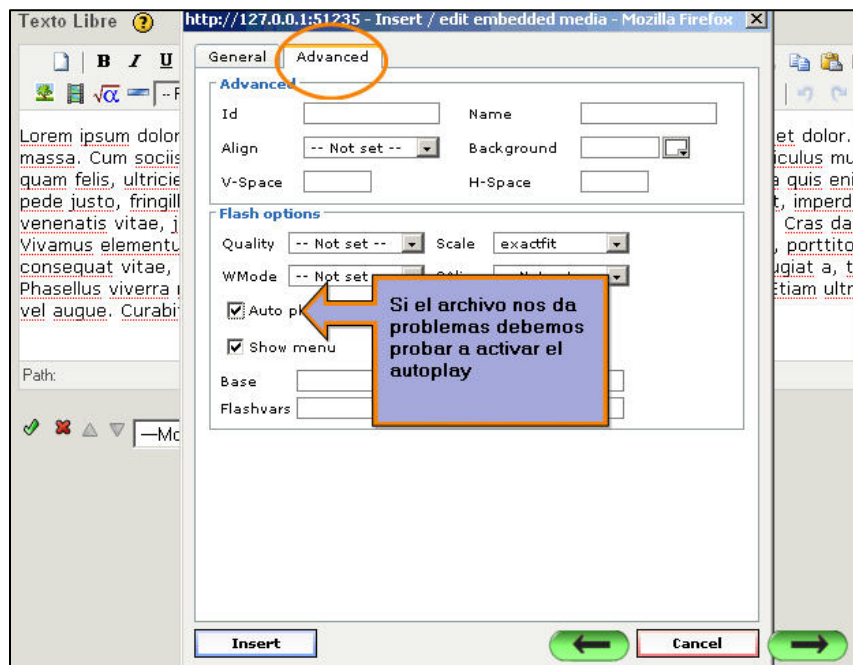 Texto Libre ?
http://127.0.0.1:51235 - Insert / edit embedded media - Mozilla Firefox
B I U
General Advanced
Advanced
Id Name
Align -- Not set -- Background
V-Space H-Space
Flash options
Quality -- Not set -- Scale exactfit
WMode -- Not set
Auto pl
Show menu
Base
Flashvars
Si el archivo nos da
problemas debemos
probar a activar el
autoplay
Lorem ipsum dolor et dolor.
massa. Cum sociis iculus mu
quam felis, ultricie quis eni
pede justo, fringill t, imperd
venenatis vitae, j Cras da
Vivamus elementu , porttito
consequat vitae, ugiat a, t
Phasellus viverra Etiam ultr
vel augue. Curabi
Path:
—Mo
Insert Cancel